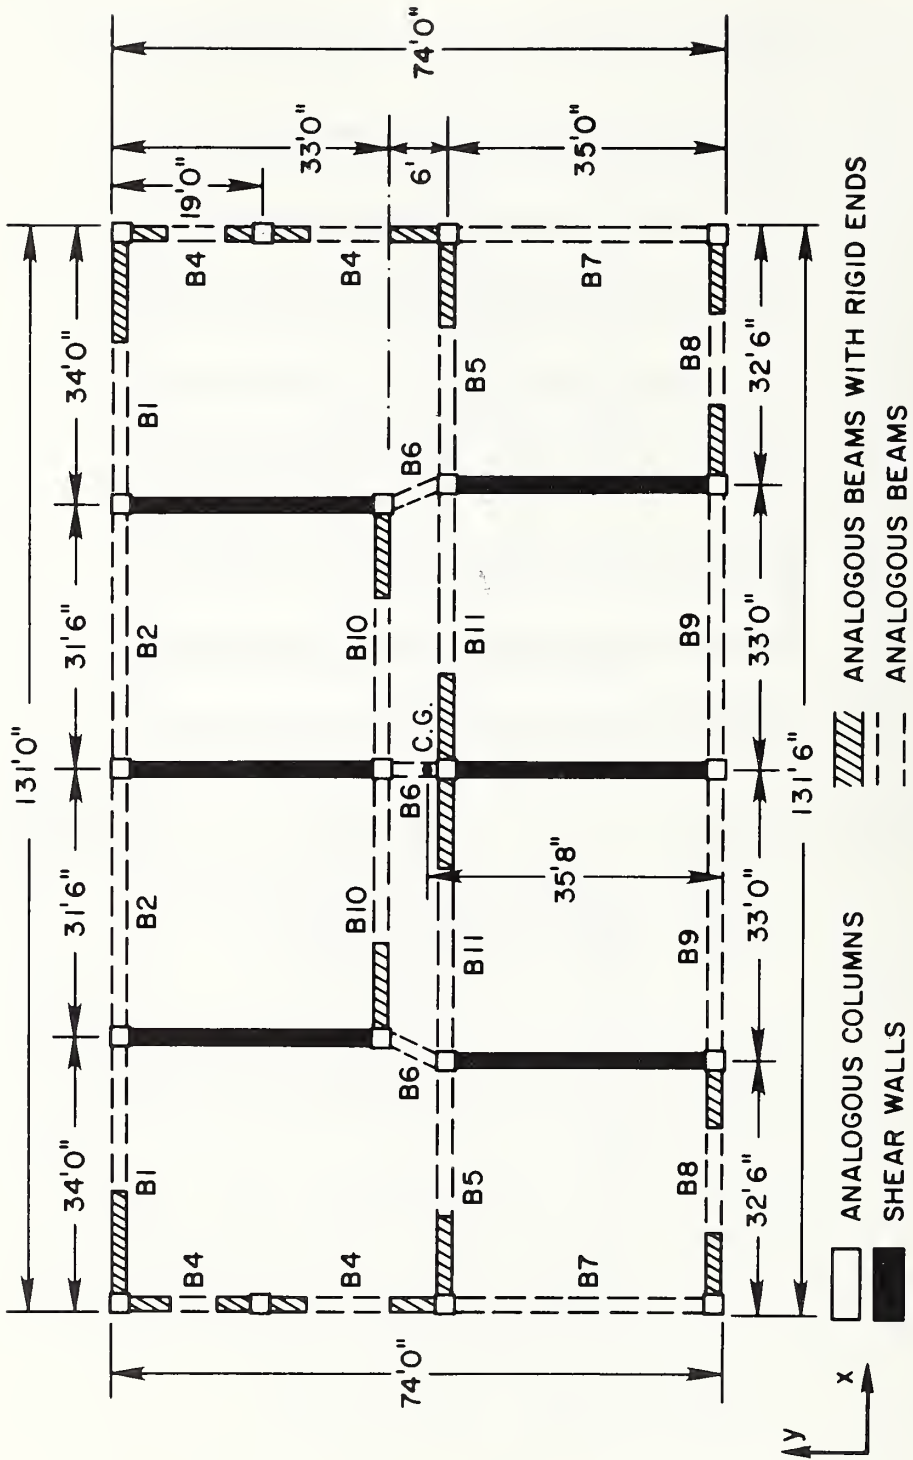 131'0"
34'0" 31'6" 31'6" 34'0"
B1 B2 B2 B1
B4 B4
19'0"
33'0"
74'0"
B4 B10 B10 B4
B6 B6 C.G. B6
6'
74'0"
B5 B11 B11 B5
35'8"
B7 B7
35'0"
B8 B9 B9 B8
32'6" 33'0" 33'0" 32'6"
131'6"
y
x
ANALOGOUS COLUMNS
SHEAR WALLS
ANALOGOUS BEAMS WITH RIGID ENDS
ANALOGOUS BEAMS